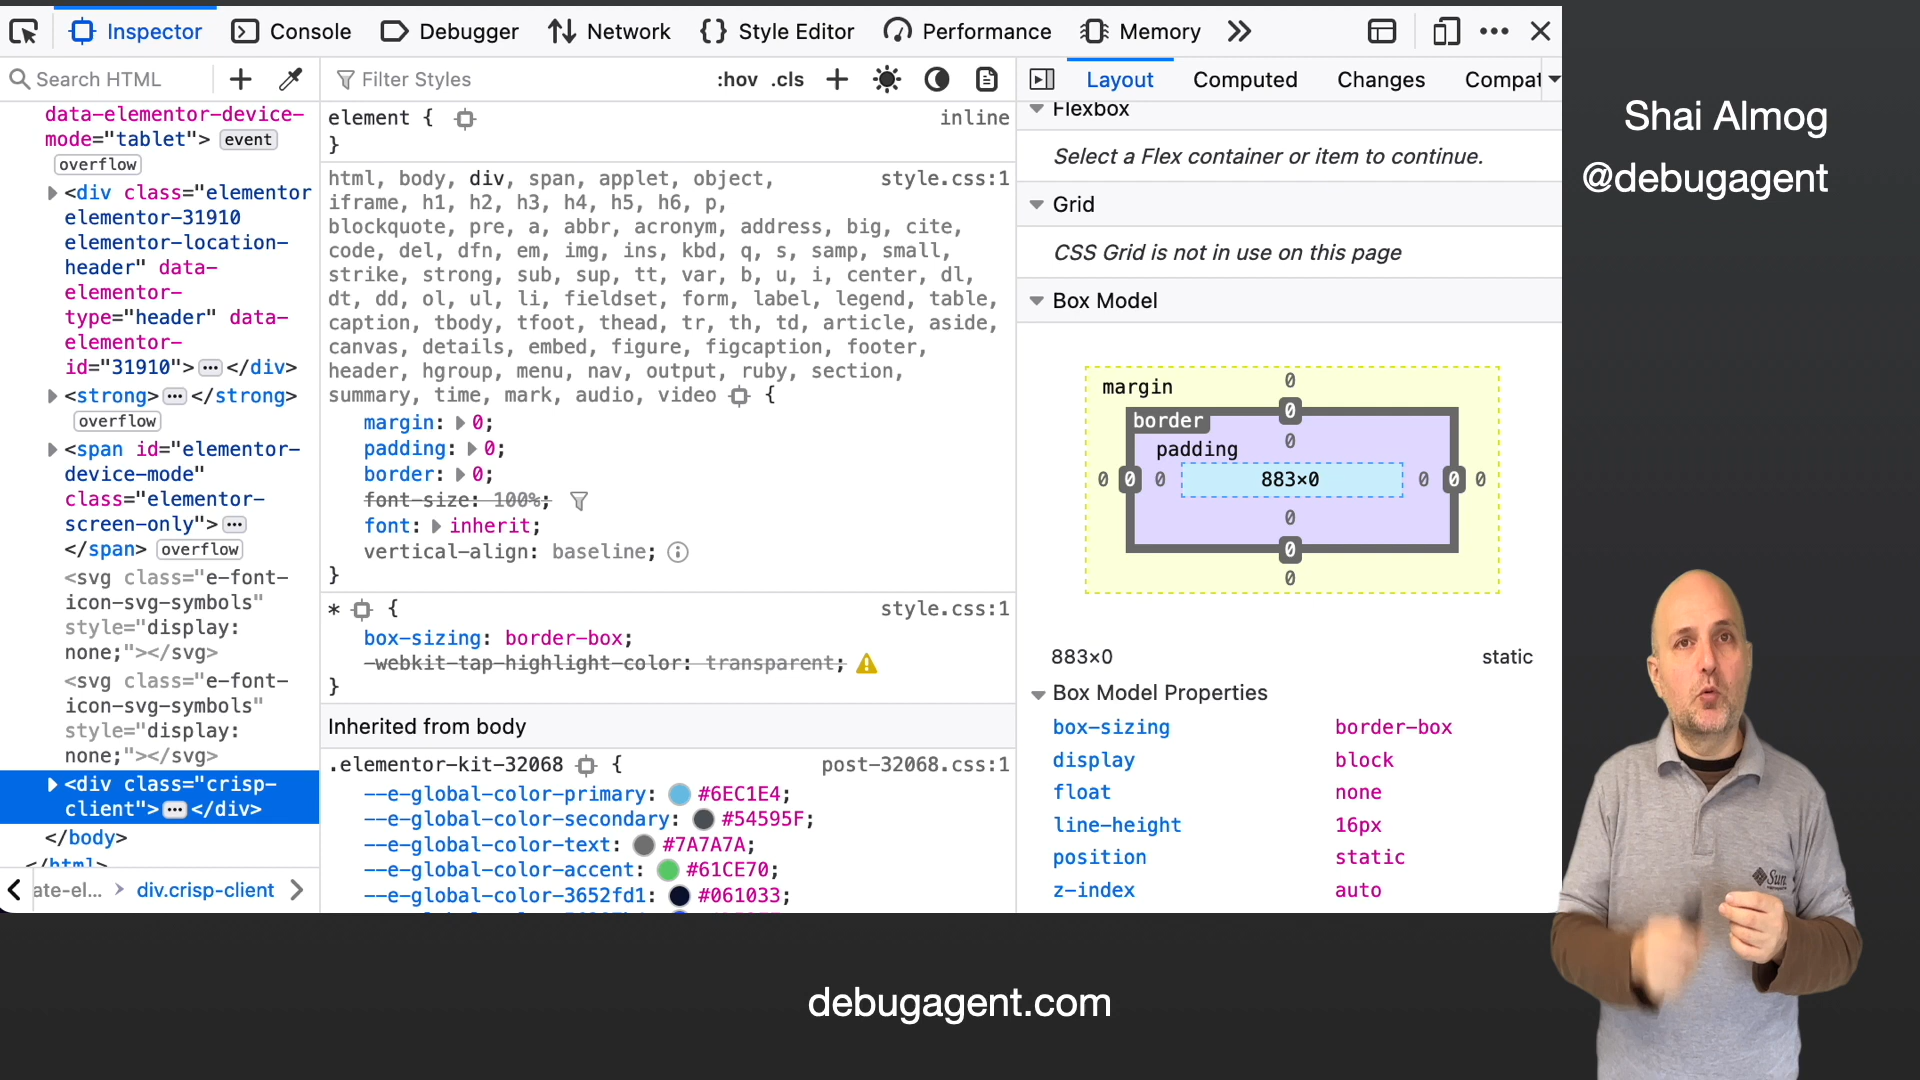 Inspector Console Debugger Network Style Editor Performance Memory
Search HTML
Filter Styles :hov .cls
Layout Computed Changes Compat
data-elementor-device-
mode="tablet"> event
overflow
<div class="elementor
elementor-31910
elementor-location-
header" data-
elementor-
type="header" data-
elementor-
id="31910"> </div>
<strong> </strong>
overflow
<span id="elementor-
device-mode"
class="elementor-
screen-only">
</span> overflow
<svg class="e-font-
icon-svg-symbols"
style="display:
none;"></svg>
<svg class="e-font-
icon-svg-symbols"
style="display:
none;"></svg>
<div class="crisp-
client"> </div>
</body>
</html>
ate-el... > div.crisp-client
element { inline
}
html, body, div, span, applet, object, style.css:1
iframe, h1, h2, h3, h4, h5, h6, p,
blockquote, pre, a, abbr, acronym, address, big, cite,
code, del, dfn, em, img, ins, kbd, q, s, samp, small,
strike, strong, sub, sup, tt, var, b, u, i, center, dl,
dt, dd, ol, ul, li, fieldset, form, label, legend, table,
caption, tbody, tfoot, thead, tr, th, td, article, aside,
canvas, details, embed, figure, figcaption, footer,
header, hgroup, menu, nav, output, ruby, section,
summary, time, mark, audio, video {
margin: 0;
padding: 0;
border: 0;
font-size: 100%;
font: inherit;
vertical-align: baseline;
}
* { style.css:1
box-sizing: border-box;
-webkit-tap-highlight-color: transparent;
}
Inherited from body
.elementor-kit-32068 { post-32068.css:1
--e-global-color-primary: #6EC1E4;
--e-global-color-secondary: #54595F;
--e-global-color-text: #7A7A7A;
--e-global-color-accent: #61CE70;
--e-global-color-3652fd1: #061033;
Flexbox
Select a Flex container or item to continue.
Grid
CSS Grid is not in use on this page
Box Model
margin 0
border 0
padding 0
0 0 0 883×0 0 0 0
0
0
0
883×0 static
Box Model Properties
box-sizing border-box
display block
float none
line-height 16px
position static
z-index auto
Shai Almog
@debugagent
Sun
debugagent.com